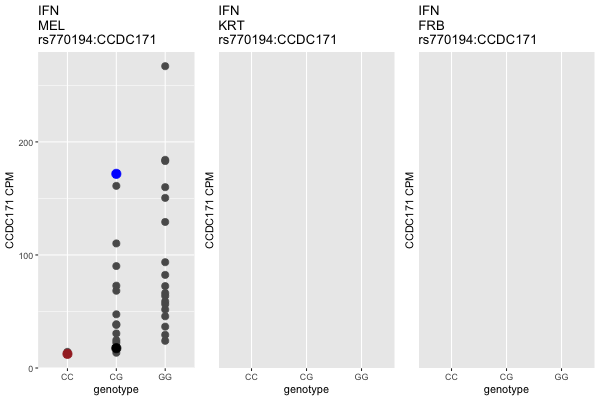 IFN
MEL
rs770194:CCDC171
IFN
KRT
rs770194:CCDC171
IFN
FRB
rs770194:CCDC171
CCDC171 CPM
200
100
0
CC CG GG
genotype
CCDC171 CPM
CC CG GG
genotype
CCDC171 CPM
CC CG GG
genotype